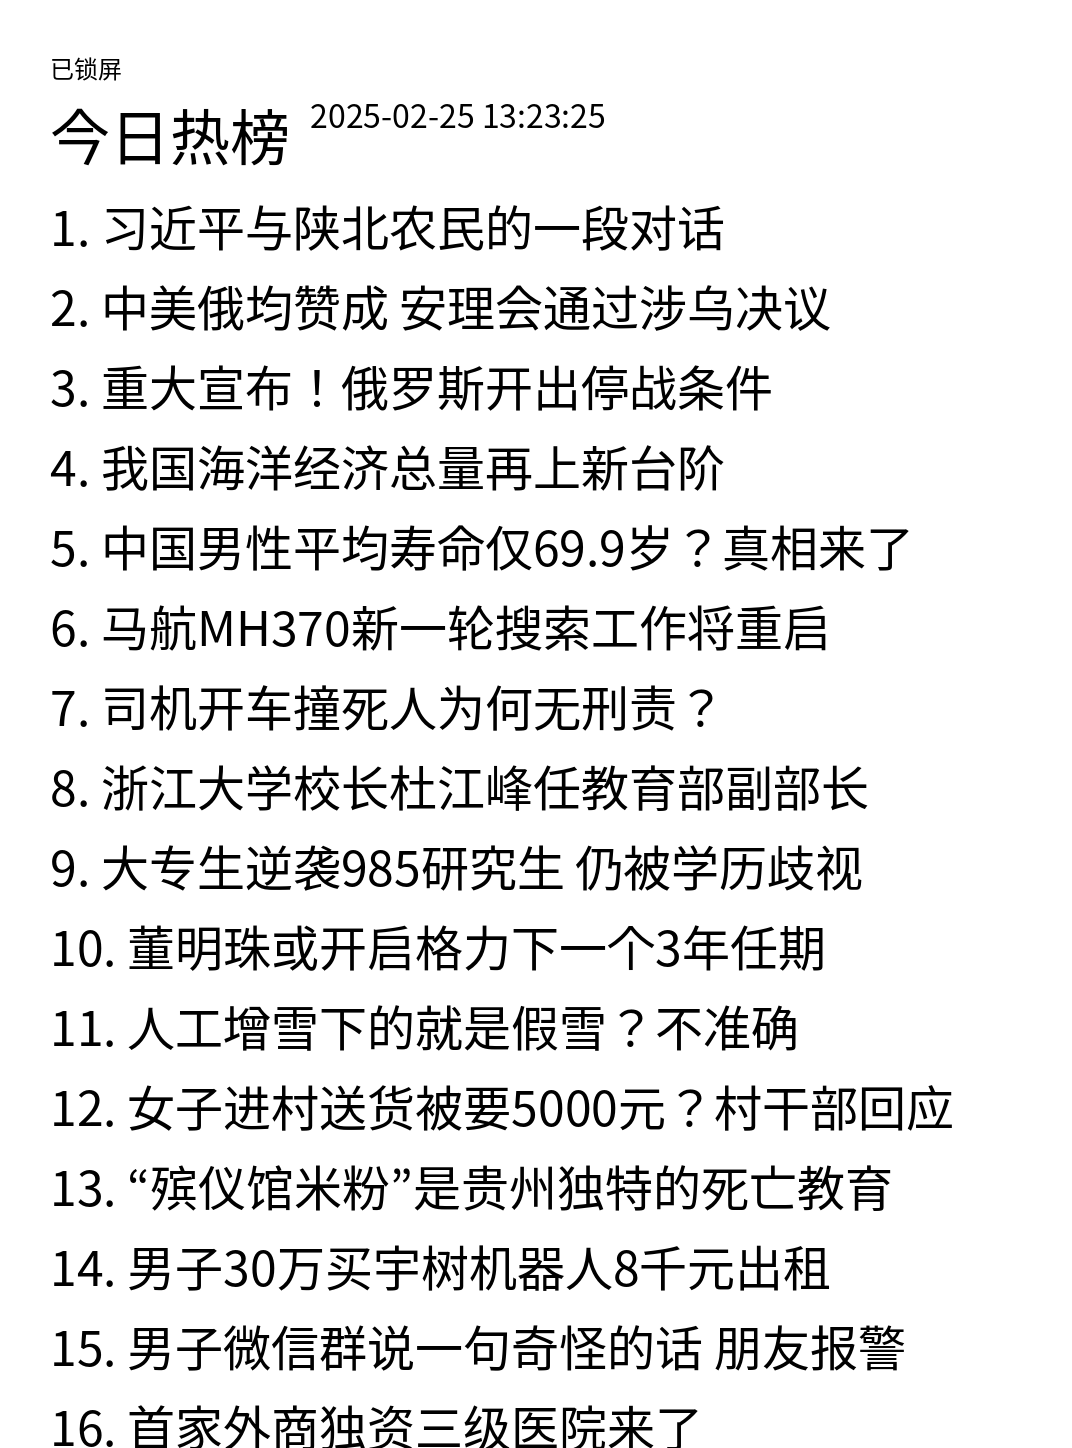 已锁屏
今日热榜 2025-02-25 13:23:25
1. 习近平与陕北农民的一段对话
2. 中美俄均赞成 安理会通过涉乌决议
3. 重大宣布！俄罗斯开出停战条件
4. 我国海洋经济总量再上新台阶
5. 中国男性平均寿命仅69.9岁？真相来了
6. 马航MH370新一轮搜索工作将重启
7. 司机开车撞死人为何无刑责？
8. 浙江大学校长杜江峰任教育部副部长
9. 大专生逆袭985研究生 仍被学历歧视
10. 董明珠或开启格力下一个3年任期
11. 人工增雪下的就是假雪？不准确
12. 女子进村送货被要5000元？村干部回应
13. “殡仪馆米粉”是贵州独特的死亡教育
14. 男子30万买宇树机器人8千元出租
15. 男子微信群说一句奇怪的话 朋友报警
16. 首家外商独资三级医院来了